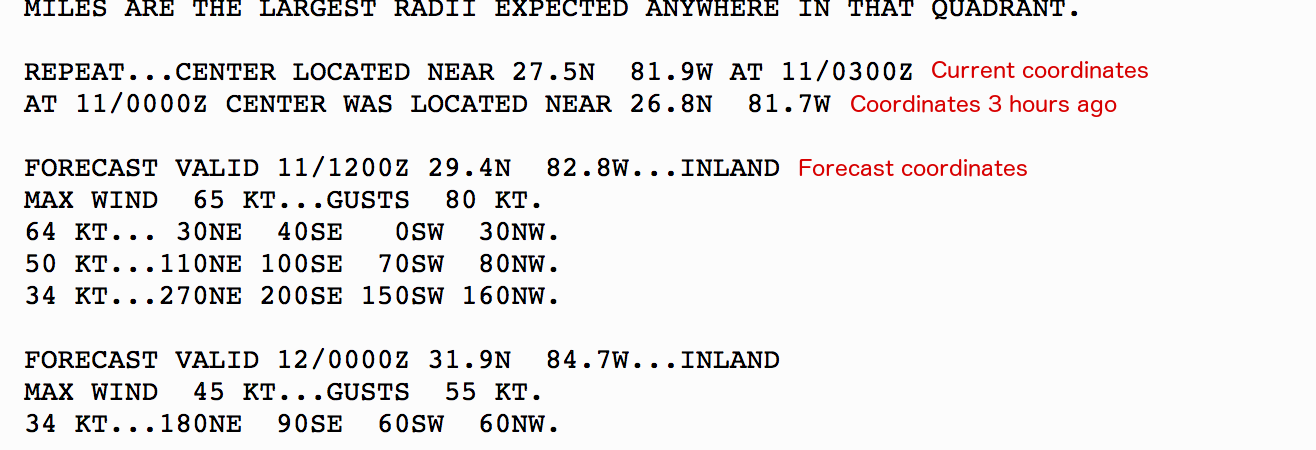 MILES ARE THE LARGEST RADII EXPECTED ANYWHERE IN THAT QUADRANT.
REPEAT...CENTER LOCATED NEAR 27.5N  81.9W AT 11/0300Z Current coordinates
AT 11/0000Z CENTER WAS LOCATED NEAR 26.8N  81.7W Coordinates 3 hours ago
FORECAST VALID 11/1200Z 29.4N  82.8W...INLAND Forecast coordinates
MAX WIND  65 KT...GUSTS  80 KT.
64 KT... 30NE  40SE   0SW  30NW.
50 KT...110NE 100SE  70SW  80NW.
34 KT...270NE 200SE 150SW 160NW.
FORECAST VALID 12/0000Z 31.9N  84.7W...INLAND
MAX WIND  45 KT...GUSTS  55 KT.
34 KT...180NE  90SE  60SW  60NW.